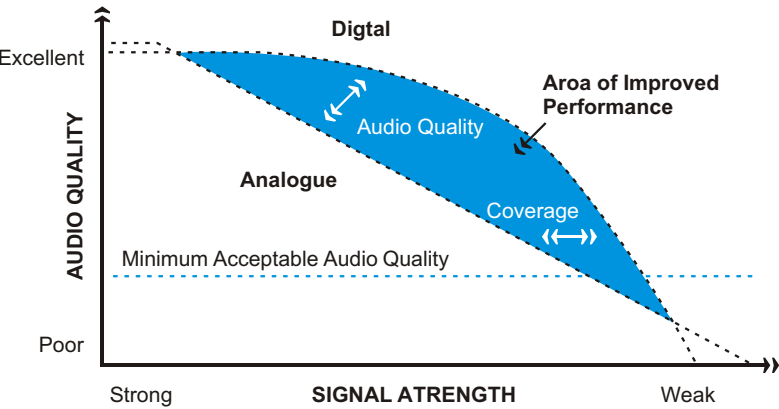 Digtal
Excellent
Aroa of Improved
Performance
Audio Quality
Analogue
Coverage
AUDIO QUALITY
Minimum Acceptable Audio Quality
Poor
Strong
SIGNAL ATRENGTH
Weak